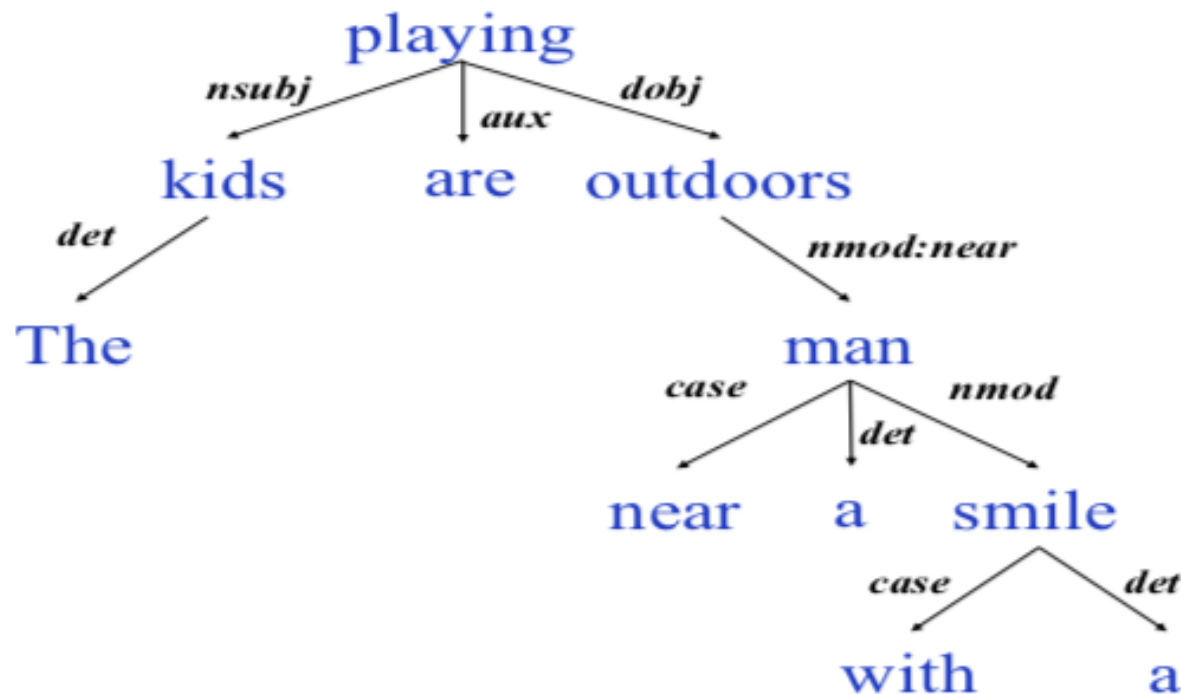 playing
nsubj aux dobj
kids are outdoors
det nmod:near
The man
case det nmod
near a smile
case det
with a